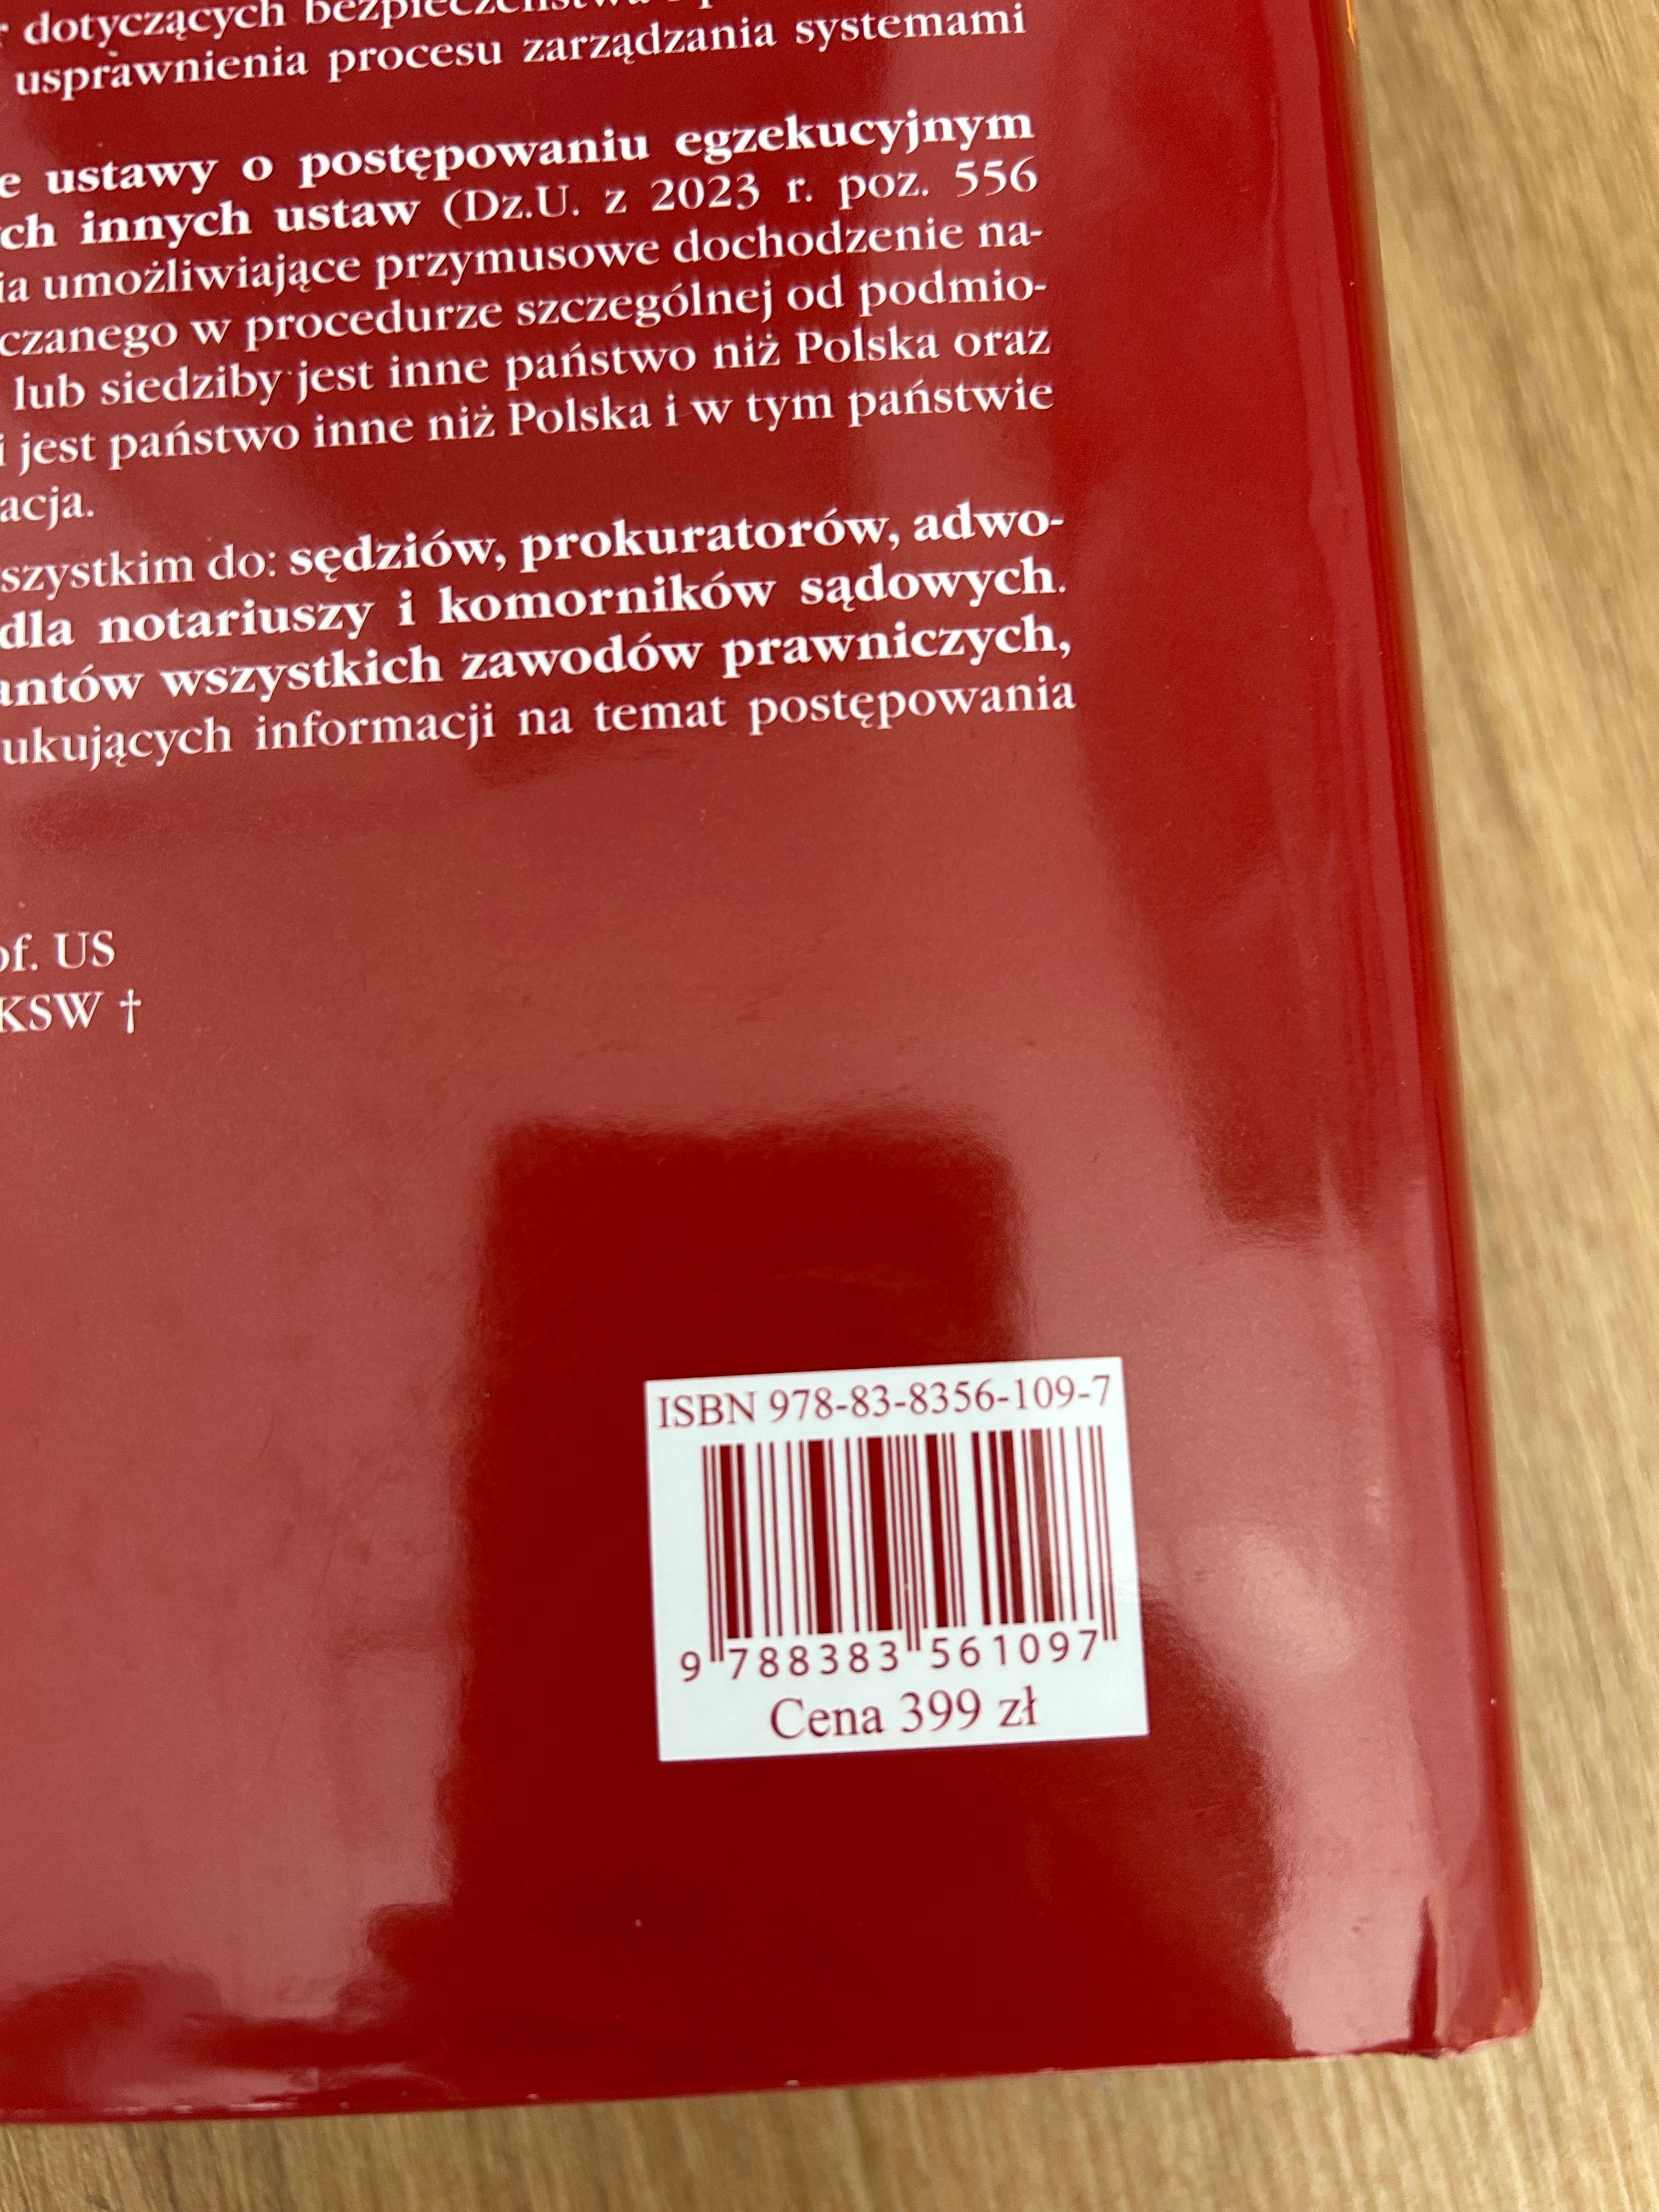 dotyczących bezpieczeństwa
usprawnienia procesu zarządzania systemami
e ustawy o postępowaniu egzekucyjnym
ch innych ustaw (Dz.U. z 2023 r. poz. 556
ia umożliwiające przymusowe dochodzenie na-
czanego w procedurze szczególnej od podmio-
lub siedziby jest inne państwo niż Polska oraz
i jest państwo inne niż Polska i w tym państwie
acja.
szystkim do: sędziów, prokuratorów, adwo-
dla notariuszy i komorników sądowych.
antów wszystkich zawodów prawniczych,
ukujących informacji na temat postępowania
of. US
KSW †
ISBN 978-83-8356-109-7
9 788383 561097
Cena 399 zł